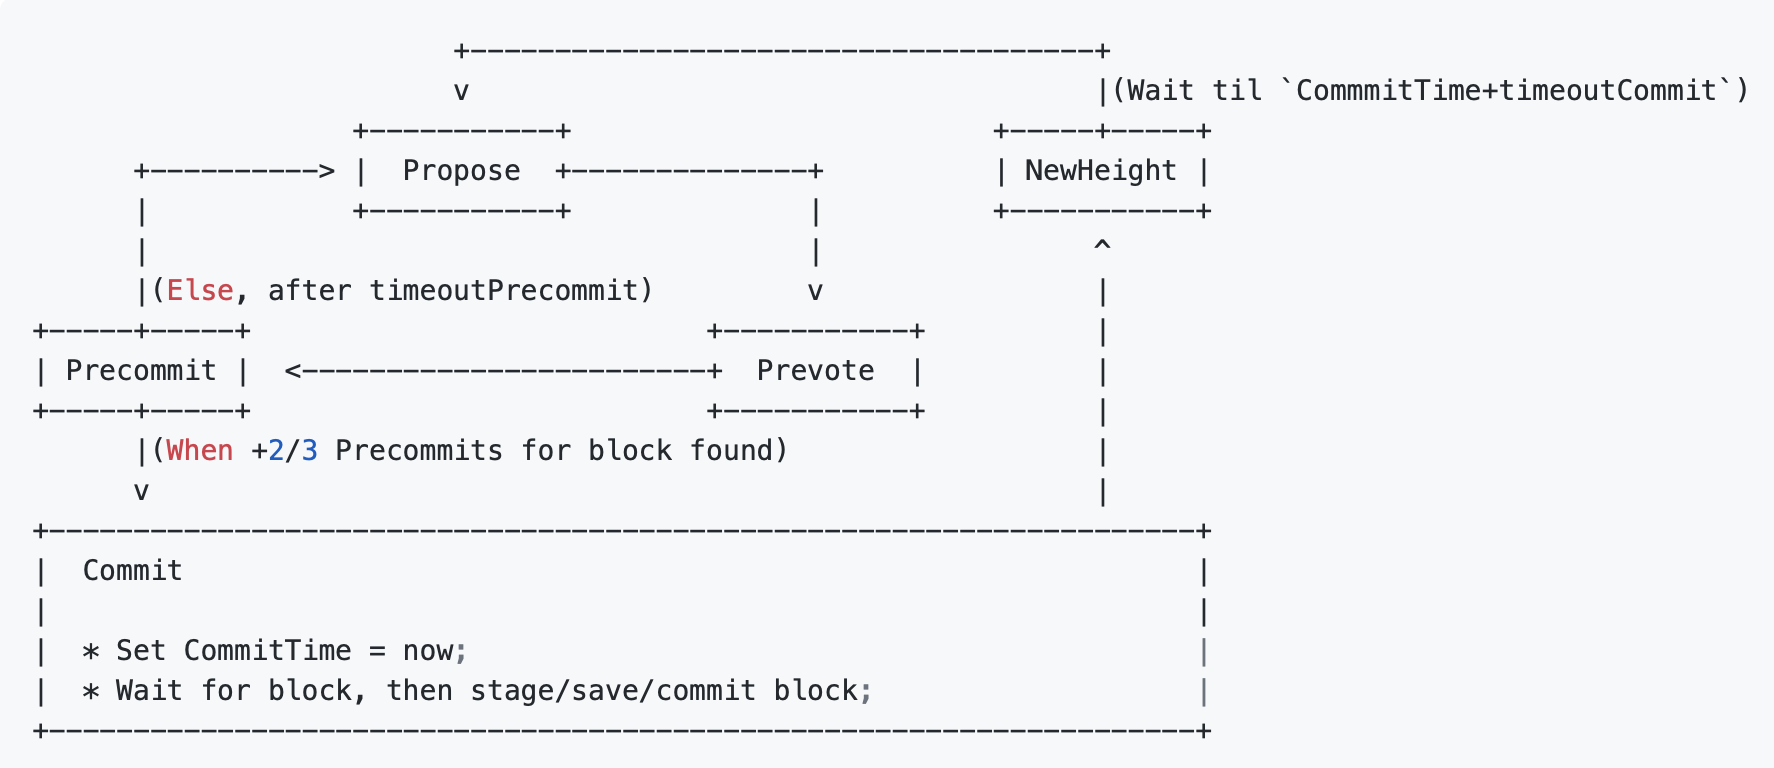 (Wait til `CommmitTime+timeoutCommit`)
Propose
NewHeight
(Else, after timeoutPrecommit)
Precommit
Prevote
(When +2/3 Precommits for block found)
Commit
* Set CommitTime = now;
* Wait for block, then stage/save/commit block;